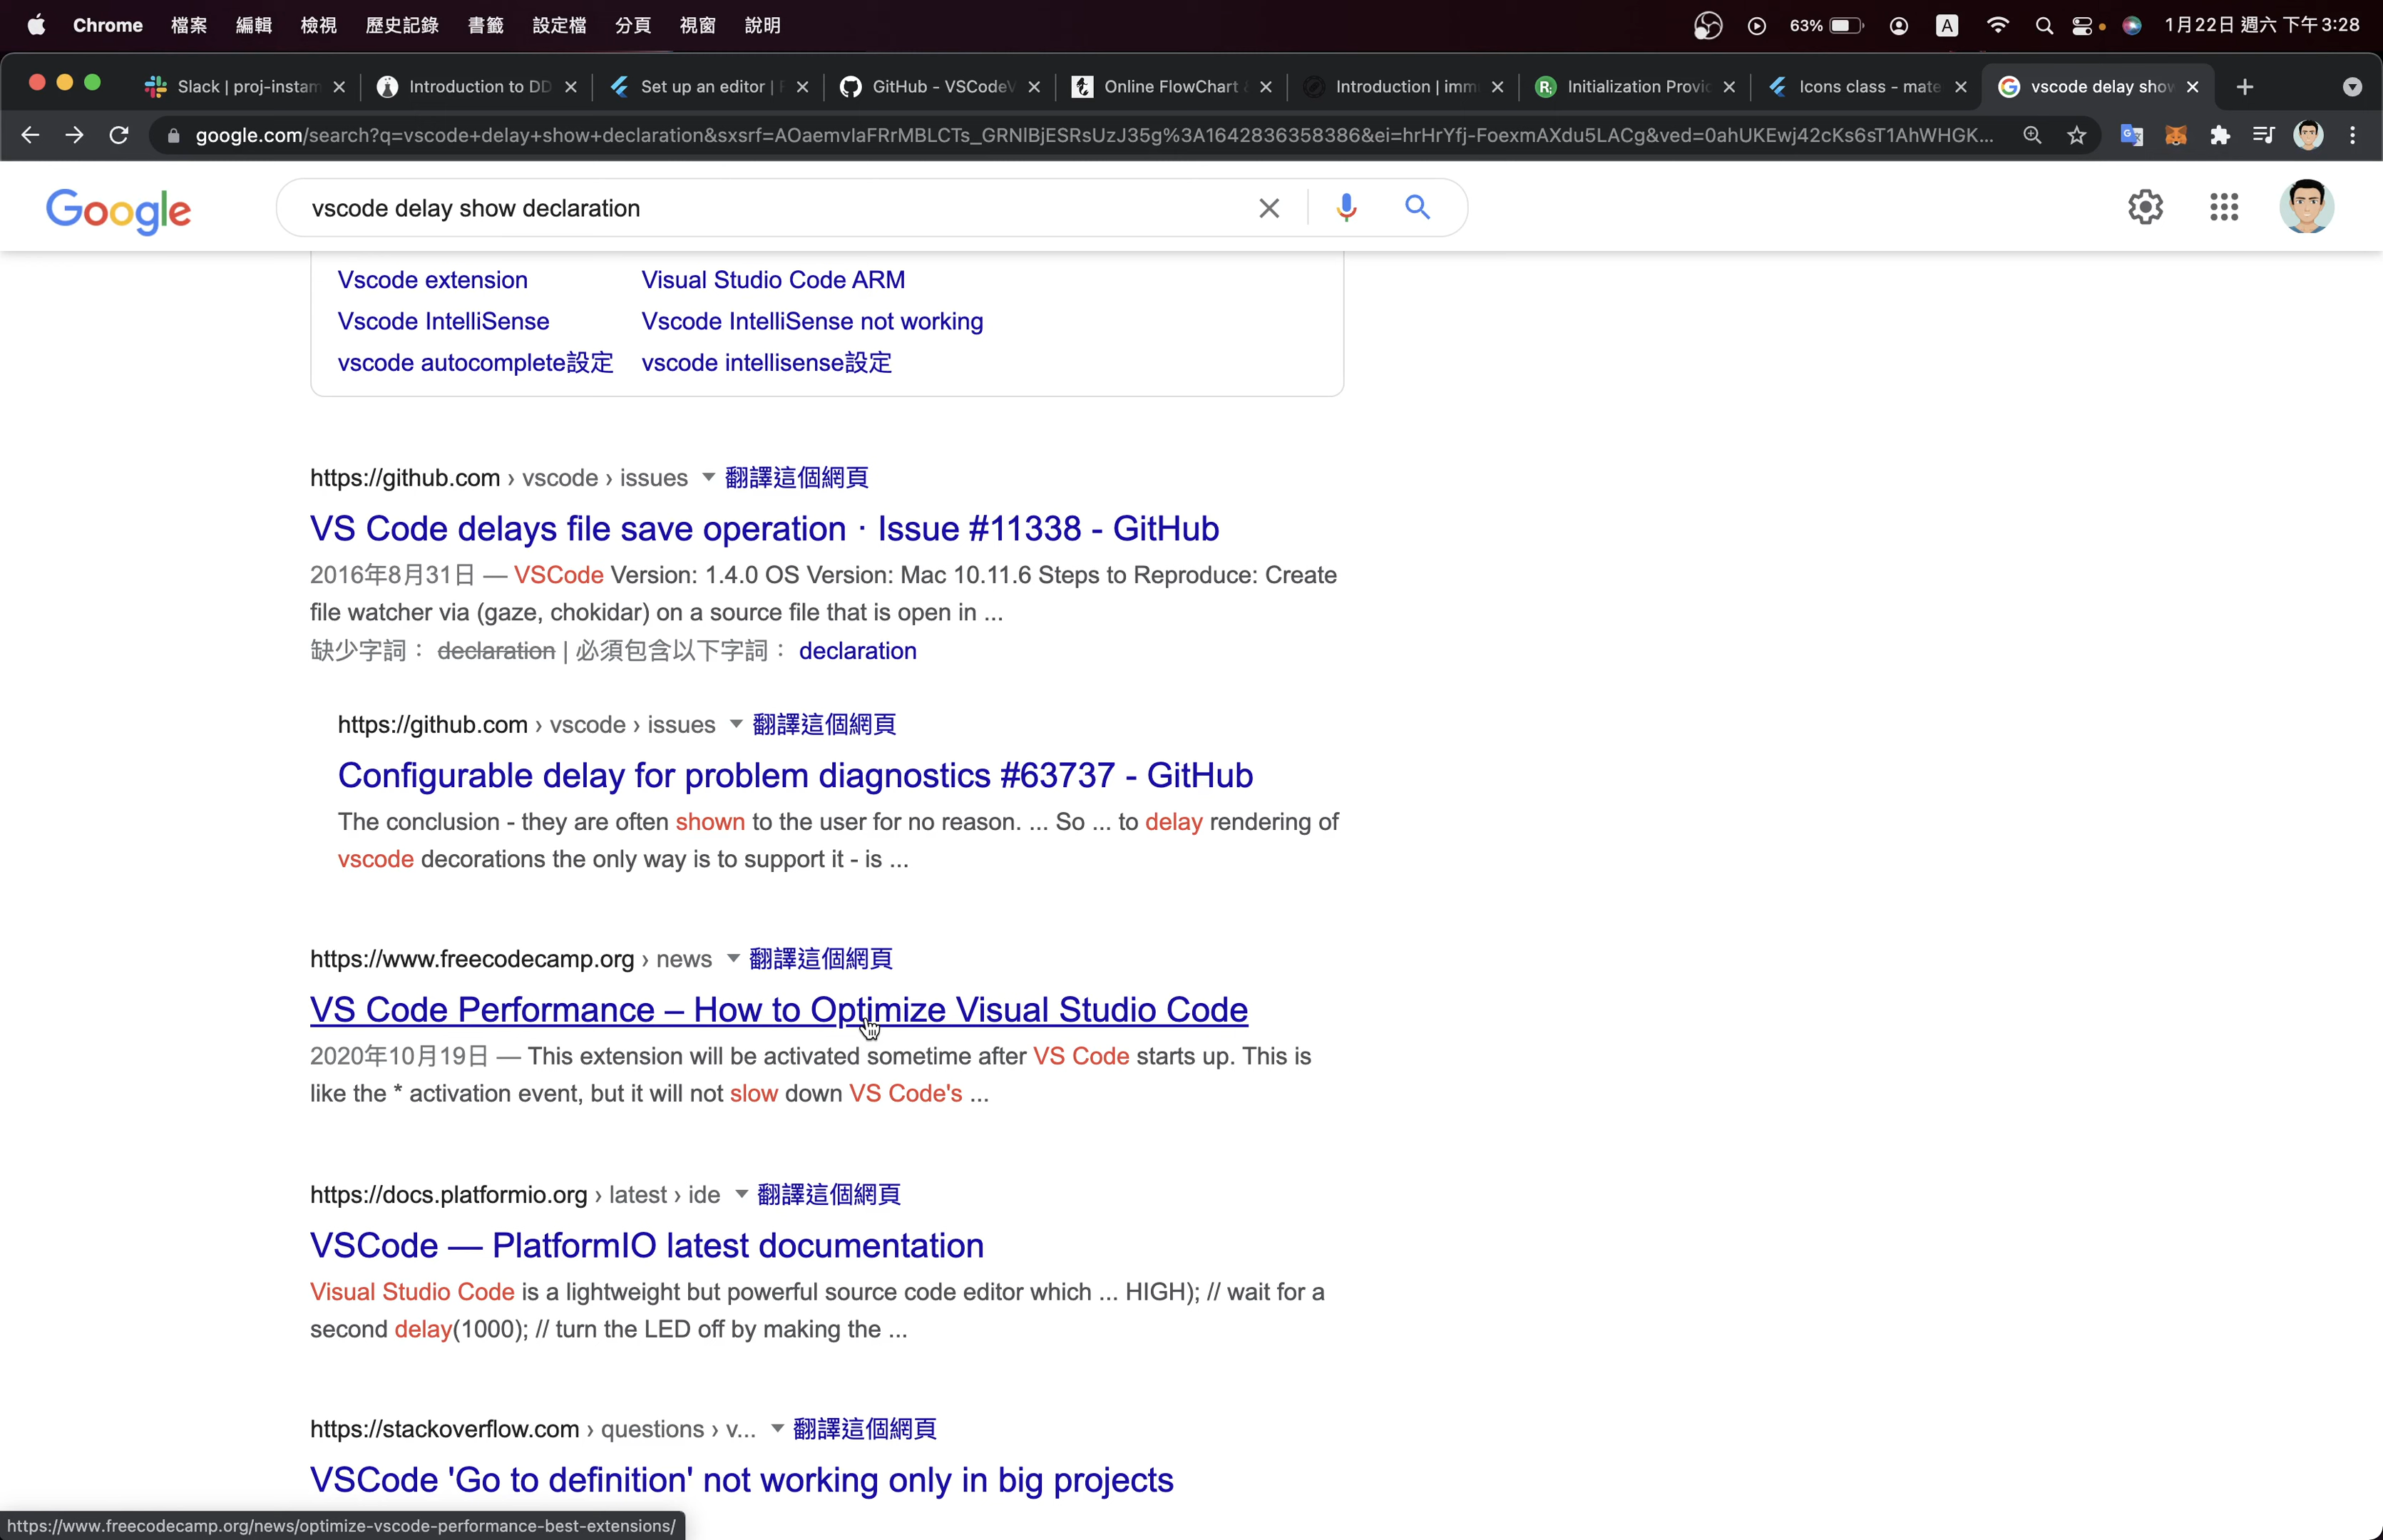 Chrome 檔案 編輯 檢視 歷史記錄 書籤 設定檔 分頁 視窗 說明 63% A 1月22日 週六 下午3:28
Slack | proj-instam Introduction to DD Set up an editor | GitHub - VSCodeV Online FlowChart Introduction | imm Initialization Provi Icons class - mate vscode delay show
google.com/search?q=vscode+delay+show+declaration&sxsrf=AOaemvIaFRrMBLCTs_GRNIBjESRsUzJ35g%3A1642836358386&ei=hrHrYfj-FoexmAXdu5LACg&ved=0ahUKEwj42cKs6sT1AhWHGK...
Google vscode delay show declaration
Vscode extension Visual Studio Code ARM
Vscode IntelliSense Vscode IntelliSense not working
vscode autocomplete設定 vscode intellisense設定
https://github.com › vscode › issues 翻譯這個網頁
VS Code delays file save operation · Issue #11338 - GitHub
2016年8月31日 — VSCode Version: 1.4.0 OS Version: Mac 10.11.6 Steps to Reproduce: Create
file watcher via (gaze, chokidar) on a source file that is open in ...
缺少字詞： declaration | 必須包含以下字詞： declaration
https://github.com › vscode › issues 翻譯這個網頁
Configurable delay for problem diagnostics #63737 - GitHub
The conclusion - they are often shown to the user for no reason. ... So ... to delay rendering of
vscode decorations the only way is to support it - is ...
https://www.freecodecamp.org › news 翻譯這個網頁
VS Code Performance – How to Optimize Visual Studio Code
2020年10月19日 — This extension will be activated sometime after VS Code starts up. This is
like the * activation event, but it will not slow down VS Code's ...
https://docs.platformio.org › latest › ide 翻譯這個網頁
VSCode — PlatformIO latest documentation
Visual Studio Code is a lightweight but powerful source code editor which ... HIGH); // wait for a
second delay(1000); // turn the LED off by making the ...
https://stackoverflow.com › questions › v... 翻譯這個網頁
VSCode 'Go to definition' not working only in big projects
https://www.freecodecamp.org/news/optimize-vscode-performance-best-extensions/